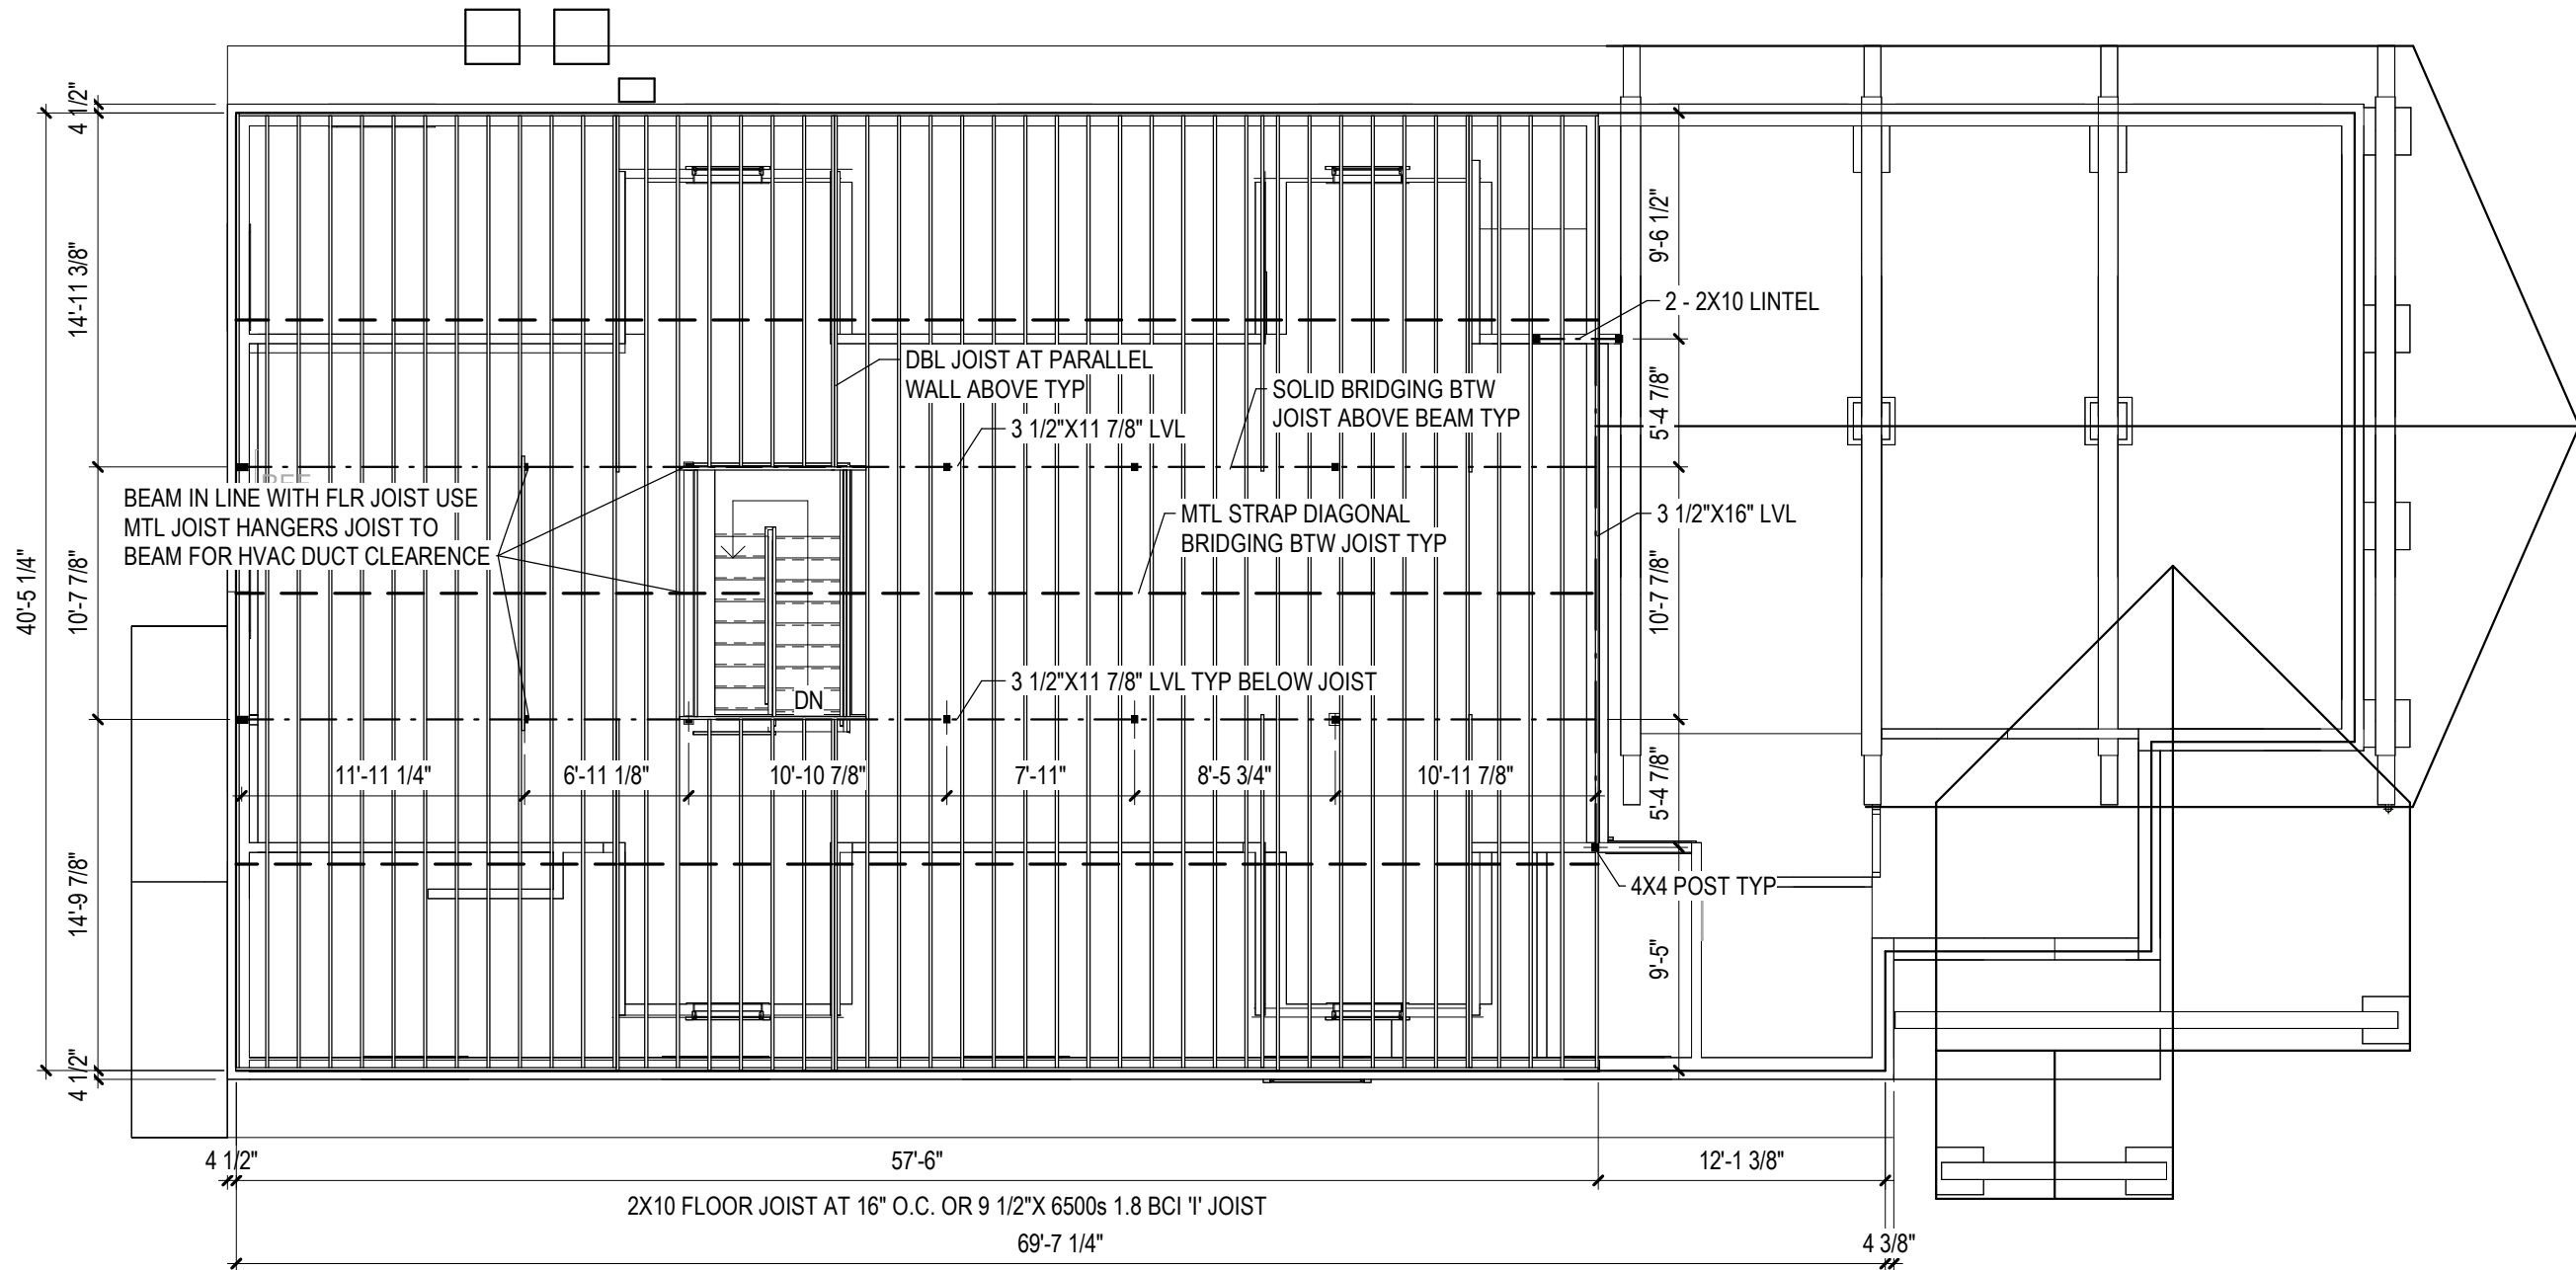 4 1/2"
14'-11 3/8"
10'-7 7/8"
40'-5 1/4"
14'-9 7/8"
4 1/2"
9'-6 1/2"
2 - 2X10 LINTEL
DBL JOIST AT PARALLEL
WALL ABOVE TYP
SOLID BRIDGING BTW
JOIST ABOVE BEAM TYP
5'-4 7/8"
3 1/2"X11 7/8" LVL
BEAM IN LINE WITH FLR JOIST USE
MTL JOIST HANGERS JOIST TO
BEAM FOR HVAC DUCT CLEARENCE
MTL STRAP DIAGONAL
BRIDGING BTW JOIST TYP
3 1/2"X16" LVL
10'-7 7/8"
DN
3 1/2"X11 7/8" LVL TYP BELOW JOIST
11'-11 1/4"
6'-11 1/8"
10'-10 7/8"
7'-11"
8'-5 3/4"
10'-11 7/8"
5'-4 7/8"
4X4 POST TYP
9'-5"
4 1/2"
57'-6"
12'-1 3/8"
2X10 FLOOR JOIST AT 16" O.C. OR 9 1/2"X 6500s 1.8 BCI 'I' JOIST
69'-7 1/4"
4 3/8"